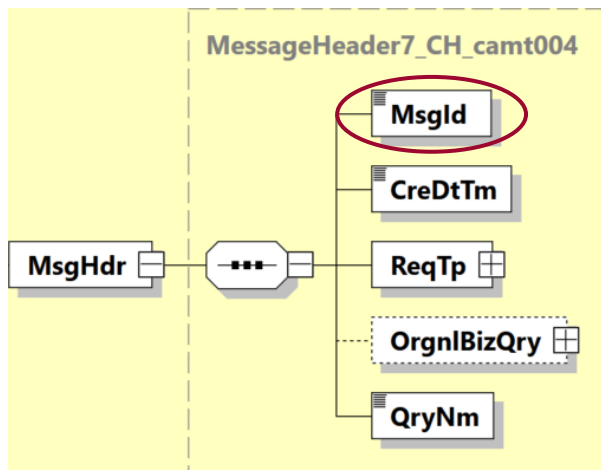 MessageHeader7_CH_camt004
MsgId
CreDtTm
MsgHdr
ReqTp
OrgnlBizQry
QryNm